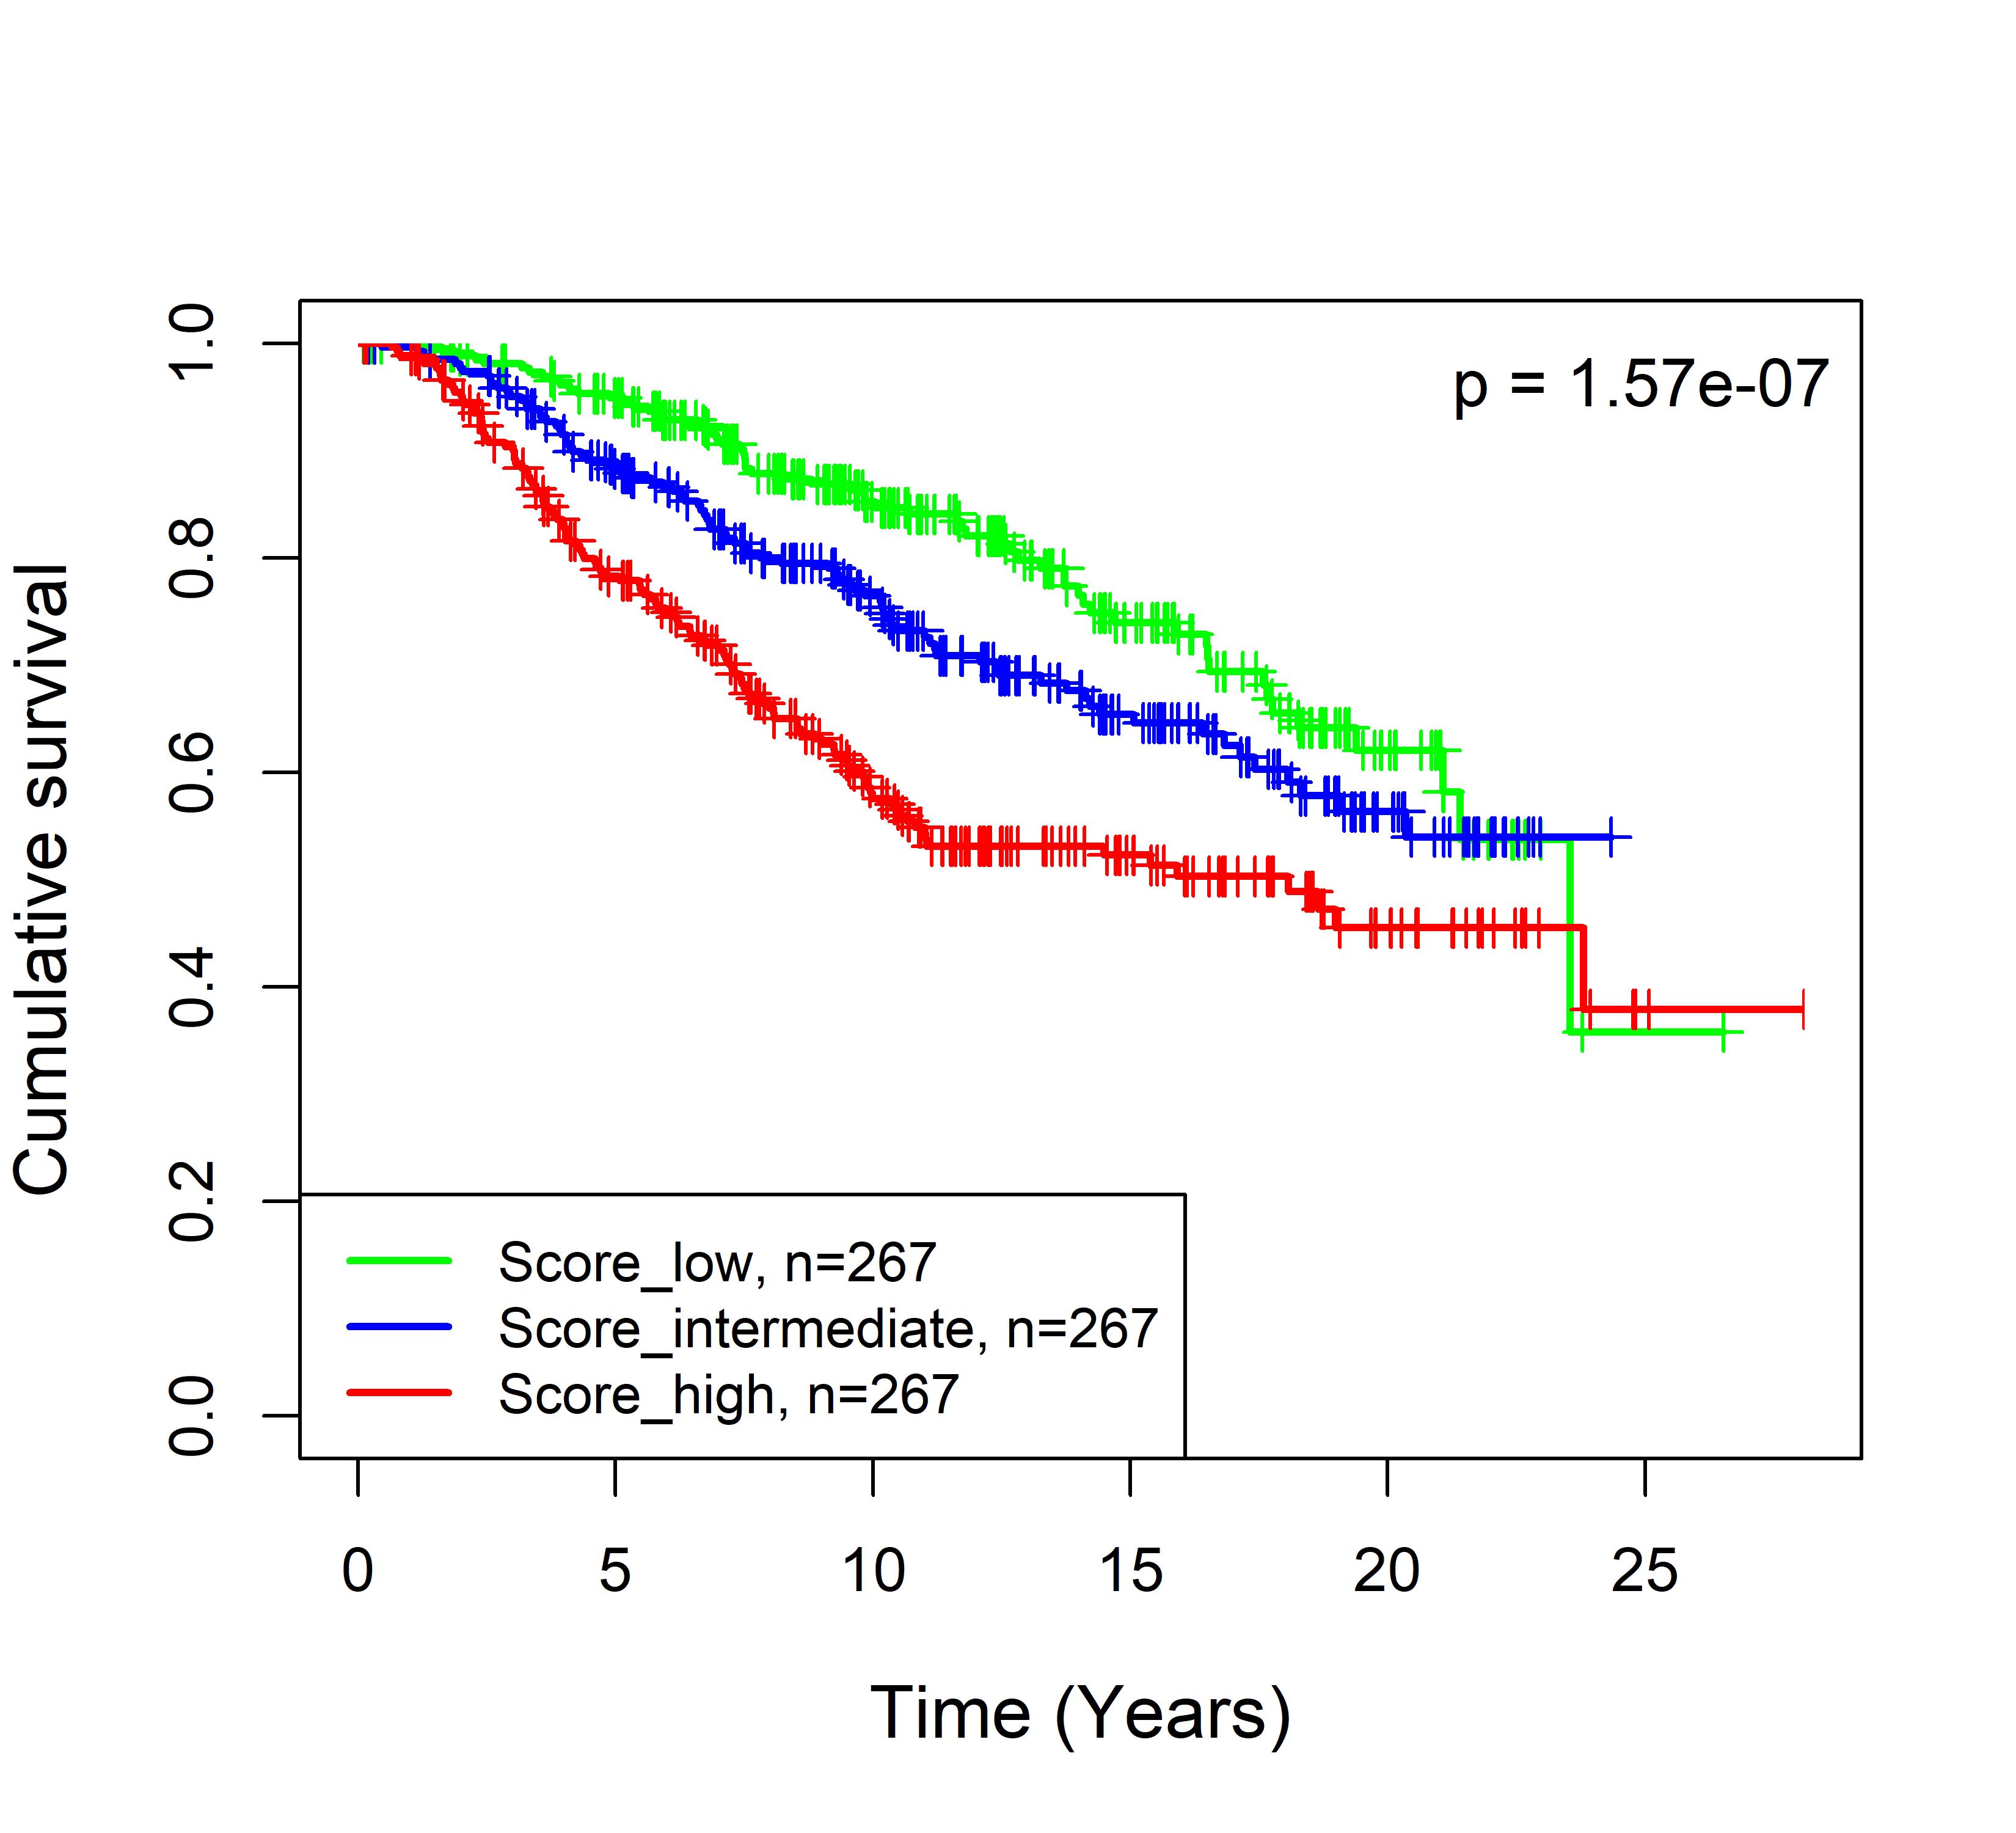 p = 1.57e-07
Cumulative survival
1.0
0.8
0.6
0.4
0.2
0.0
Score_low, n=267
Score_intermediate, n=267
Score_high, n=267
0 5 10 15 20 25
Time (Years)